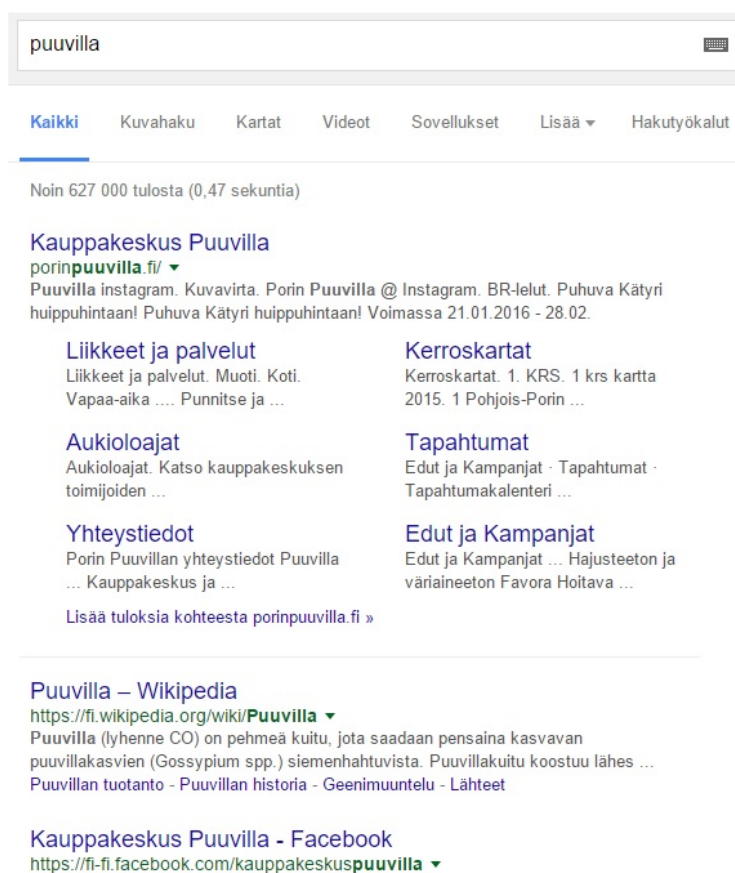 puuvilla
Kaikki Kuvahaku Kartat Videot Sovellukset Lisää Hakutyökalut
Noin 627 000 tulosta (0,47 sekuntia)
Kauppakeskus Puuvilla
porinpuuvilla.fi/
Puuvilla instagram. Kuvavirta. Porin Puuvilla @ Instagram. BR-lelut. Puhuva Kätyri
huippuhintaan! Puhuva Kätyri huippuhintaan! Voimassa 21.01.2016 - 28.02.
Liikkeet ja palvelut
Liikkeet ja palvelut. Muoti. Koti.
Vapaa-aika .... Punnitse ja ...
Kerroskartat
Kerroskartat. 1. KRS. 1 krs kartta
2015. 1 Pohjois-Porin ...
Aukioloajat
Aukioloajat. Katso kauppakeskuksen
toimijoiden ...
Tapahtumat
Edut ja Kampanjat · Tapahtumat ·
Tapahtumakalenteri ...
Yhteystiedot
Porin Puuvillan yhteystiedot Puuvilla
... Kauppakeskus ja ...
Edut ja Kampanjat
Edut ja Kampanjat ... Hajusteeton ja
väriaineeton Favora Hoitava ...
Lisää tuloksia kohteesta porinpuuvilla.fi »
Puuvilla – Wikipedia
https://fi.wikipedia.org/wiki/Puuvilla
Puuvilla (lyhenne CO) on pehmeä kuitu, jota saadaan pensaina kasvavan
puuvillakasvien (Gossypium spp.) siemenhahtuvista. Puuvillakuitu koostuu lähes ...
Puuvillan tuotanto - Puuvillan historia - Geenimuuntelu - Lähteet
Kauppakeskus Puuvilla - Facebook
https://fi-fi.facebook.com/kauppakeskuspuuvilla